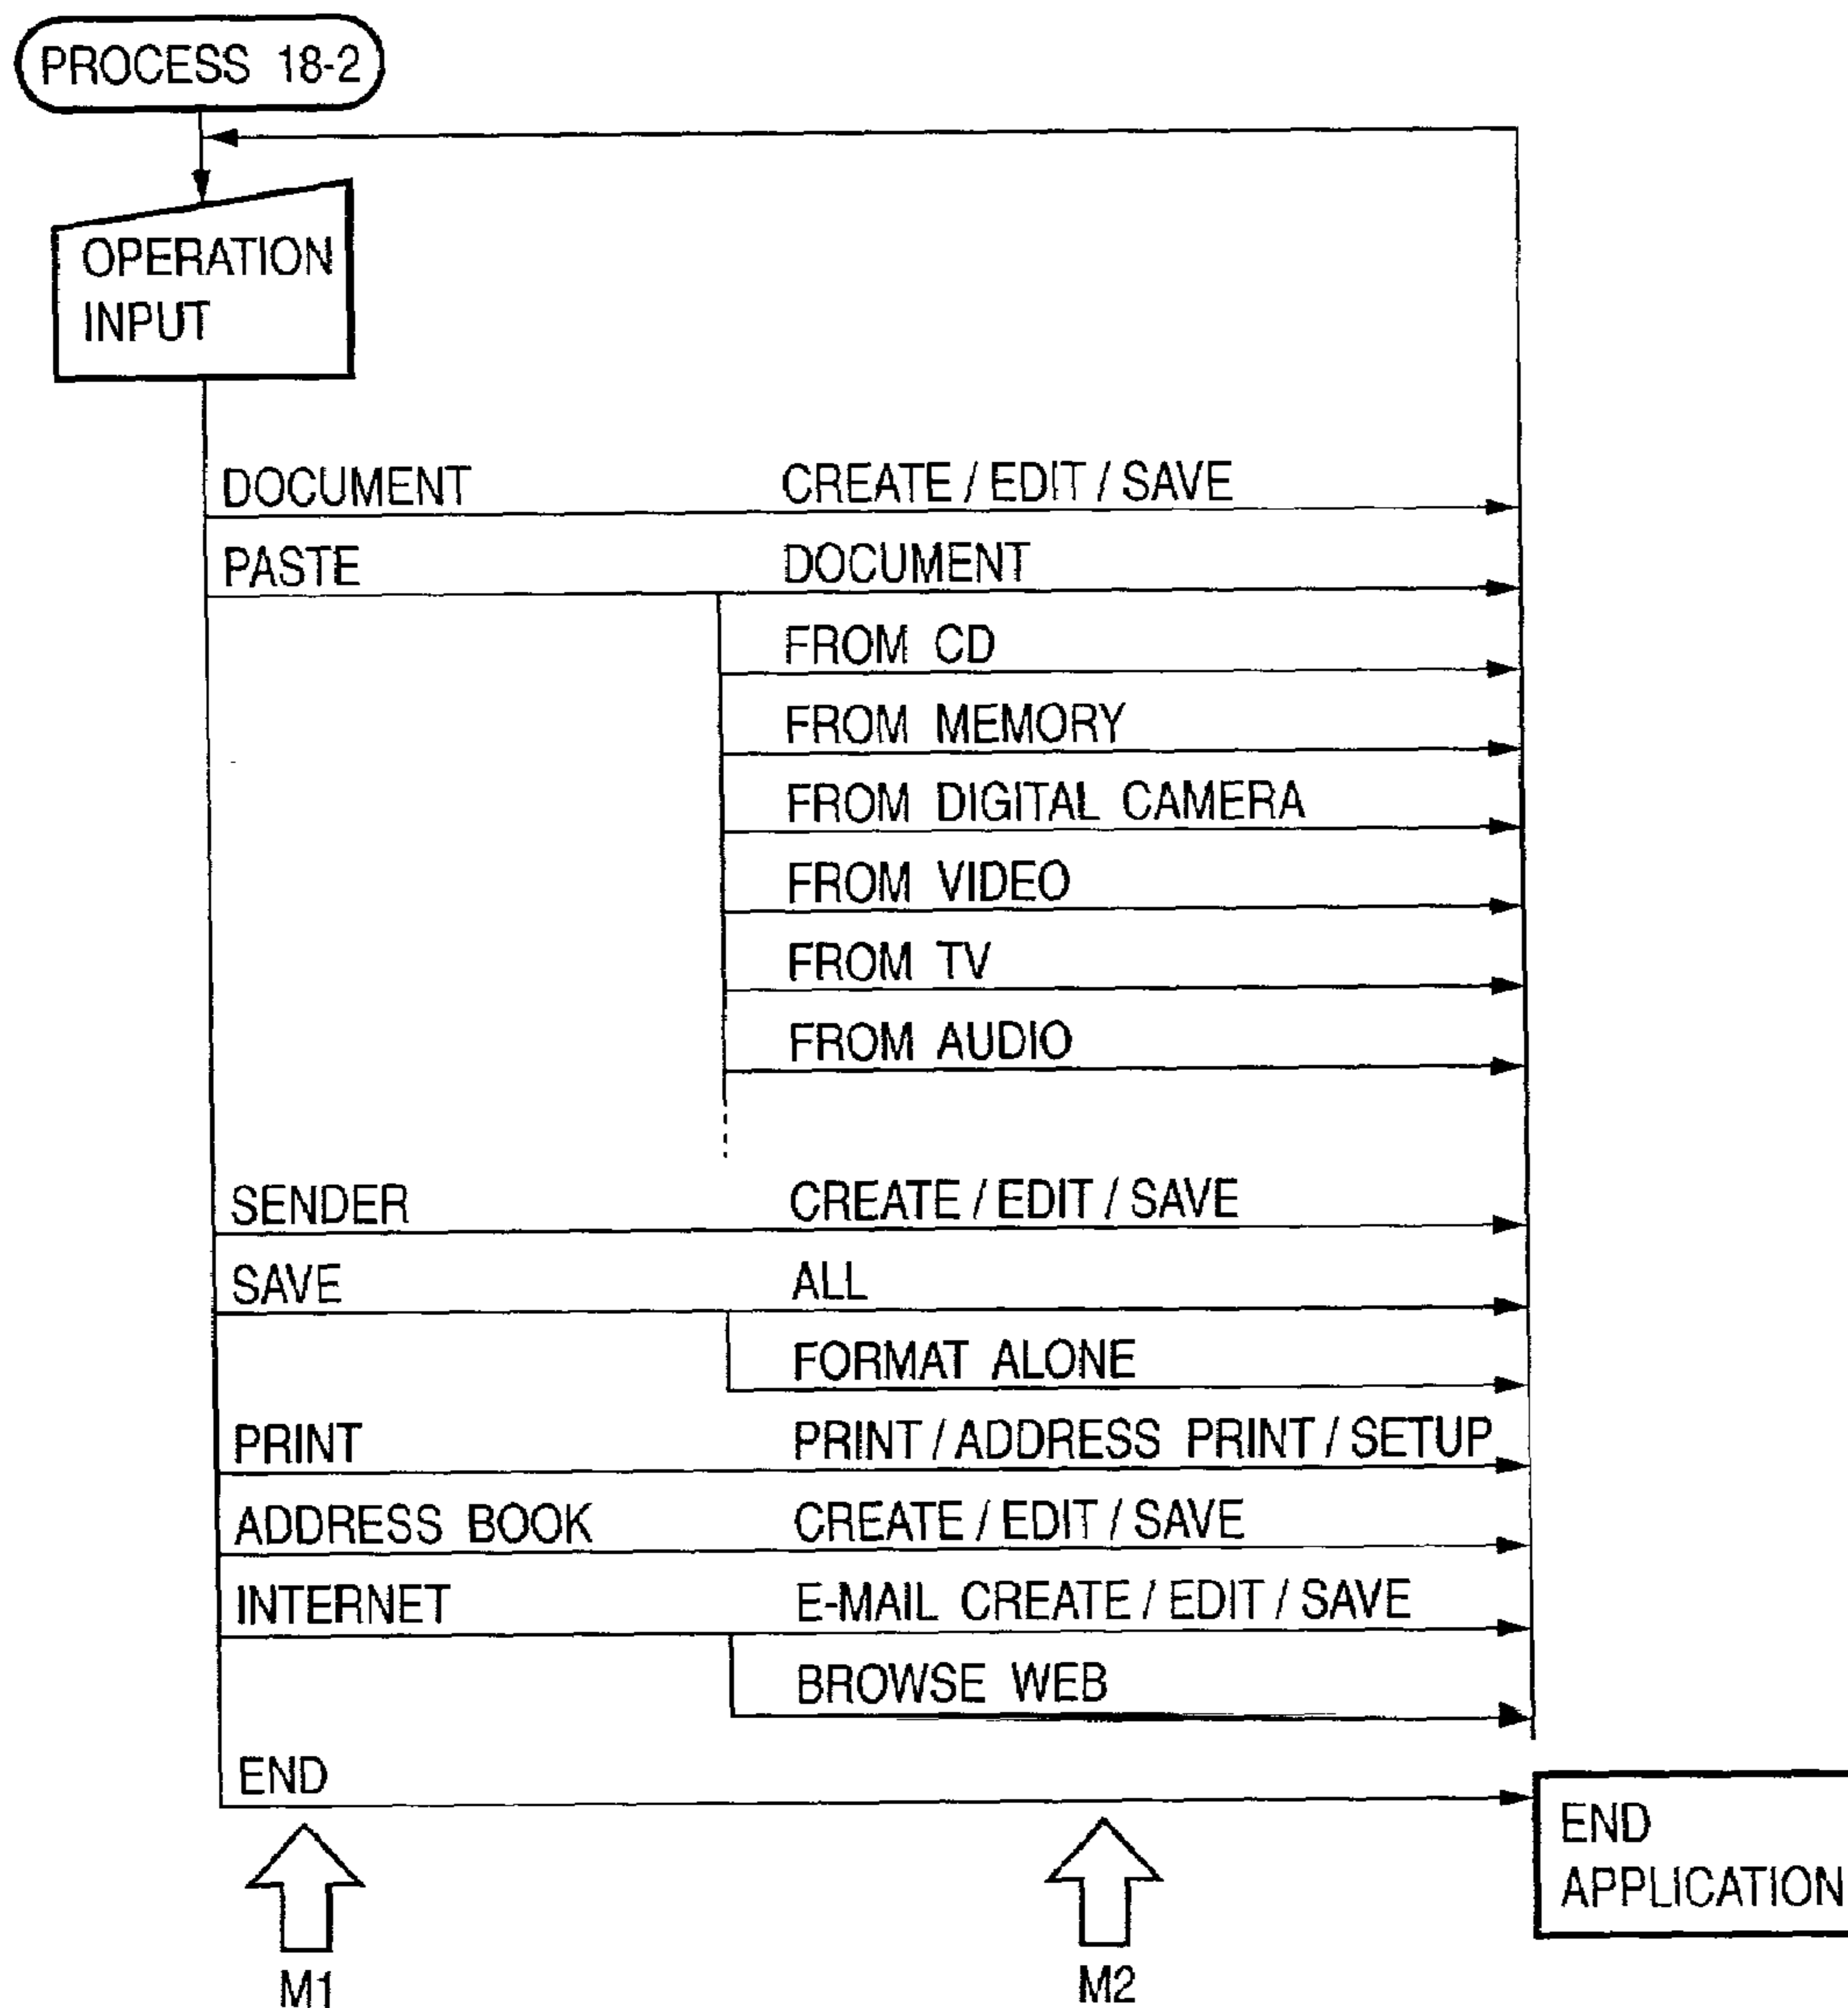 PROCESS 18-2
OPERATION
INPUT
DOCUMENT CREATE / EDIT / SAVE
PASTE DOCUMENT
FROM CD
FROM MEMORY
FROM DIGITAL CAMERA
FROM VIDEO
FROM TV
FROM AUDIO
SENDER CREATE / EDIT / SAVE
SAVE ALL
FORMAT ALONE
PRINT PRINT / ADDRESS PRINT / SETUP
ADDRESS BOOK CREATE / EDIT / SAVE
INTERNET E-MAIL CREATE / EDIT / SAVE
BROWSE WEB
END
END
APPLICATION
M1 M2